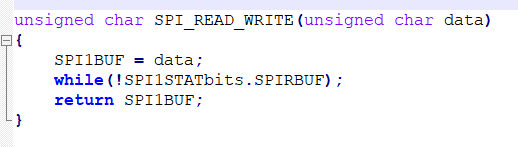 unsigned char SPI_READ_WRITE(unsigned char data)
{
    SPI1BUF = data;
    while(!SPI1STATbits.SPIRBUF);
    return SPI1BUF;
}